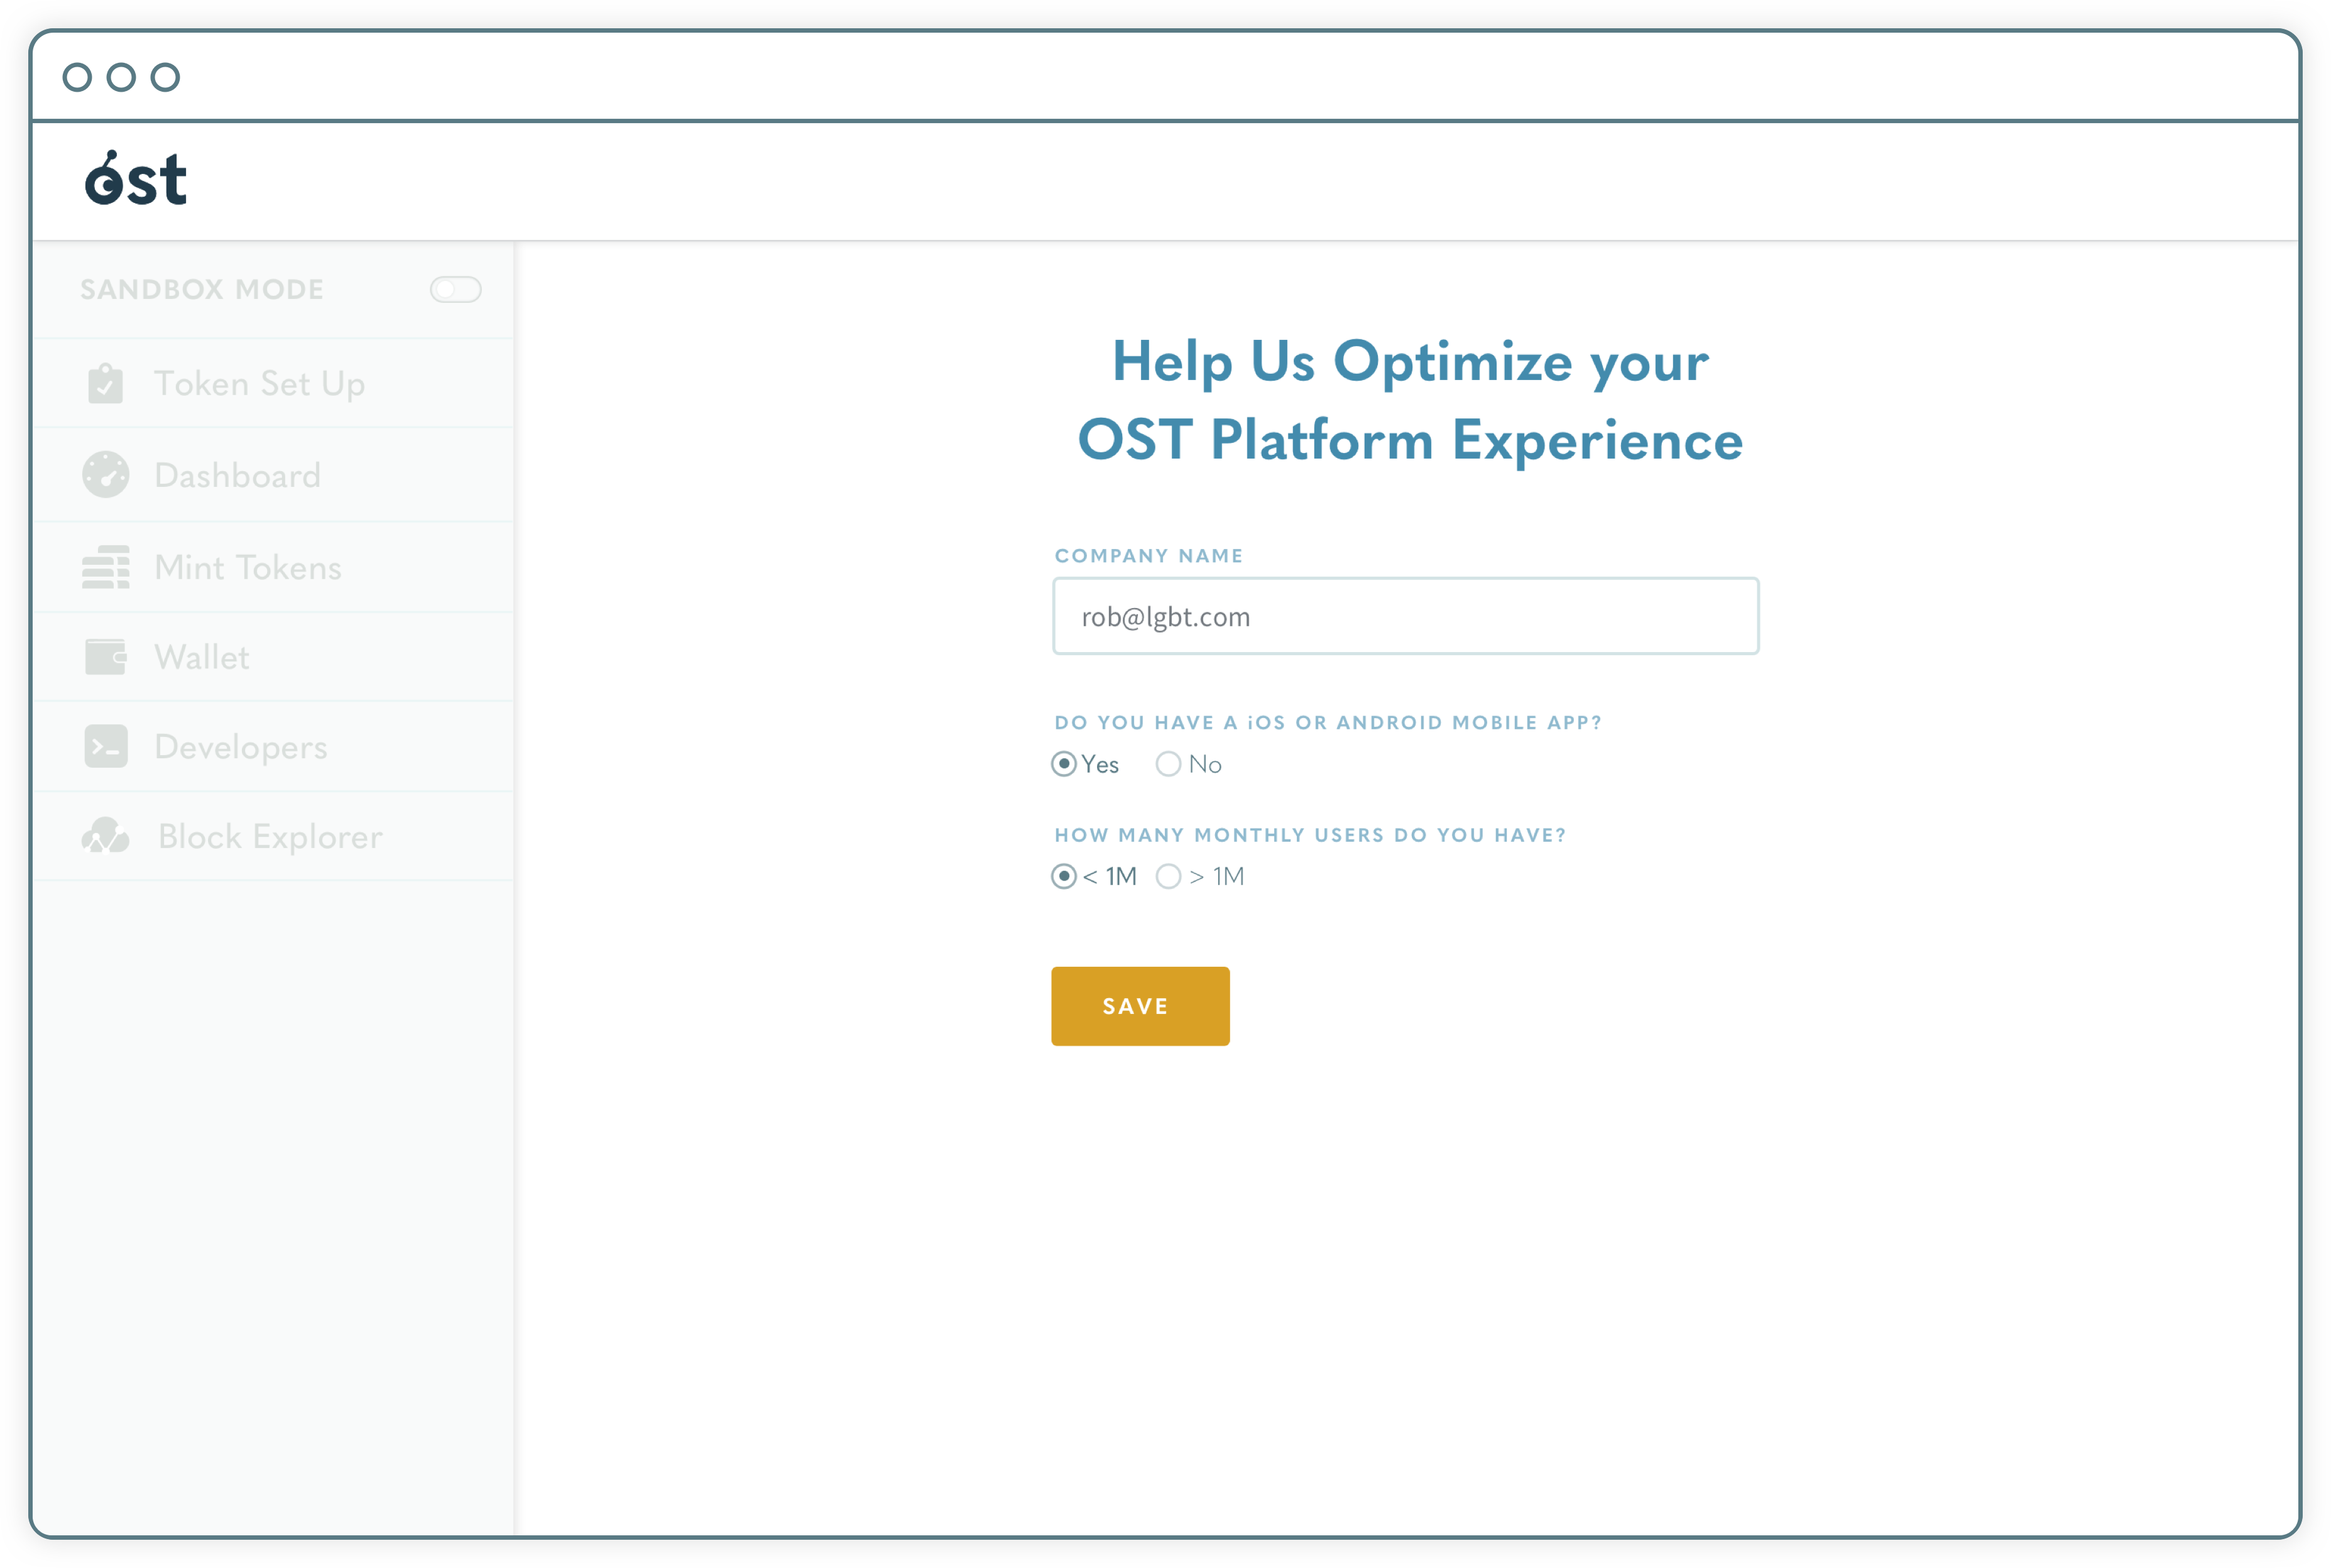 ost
SANDBOX MODE
Token Set Up
Dashboard
Mint Tokens
Wallet
Developers
Block Explorer
Help Us Optimize your
OST Platform Experience
COMPANY NAME
rob@lgbt.com
DO YOU HAVE A iOS OR ANDROID MOBILE APP?
Yes No
HOW MANY MONTHLY USERS DO YOU HAVE?
< 1M > 1M
SAVE